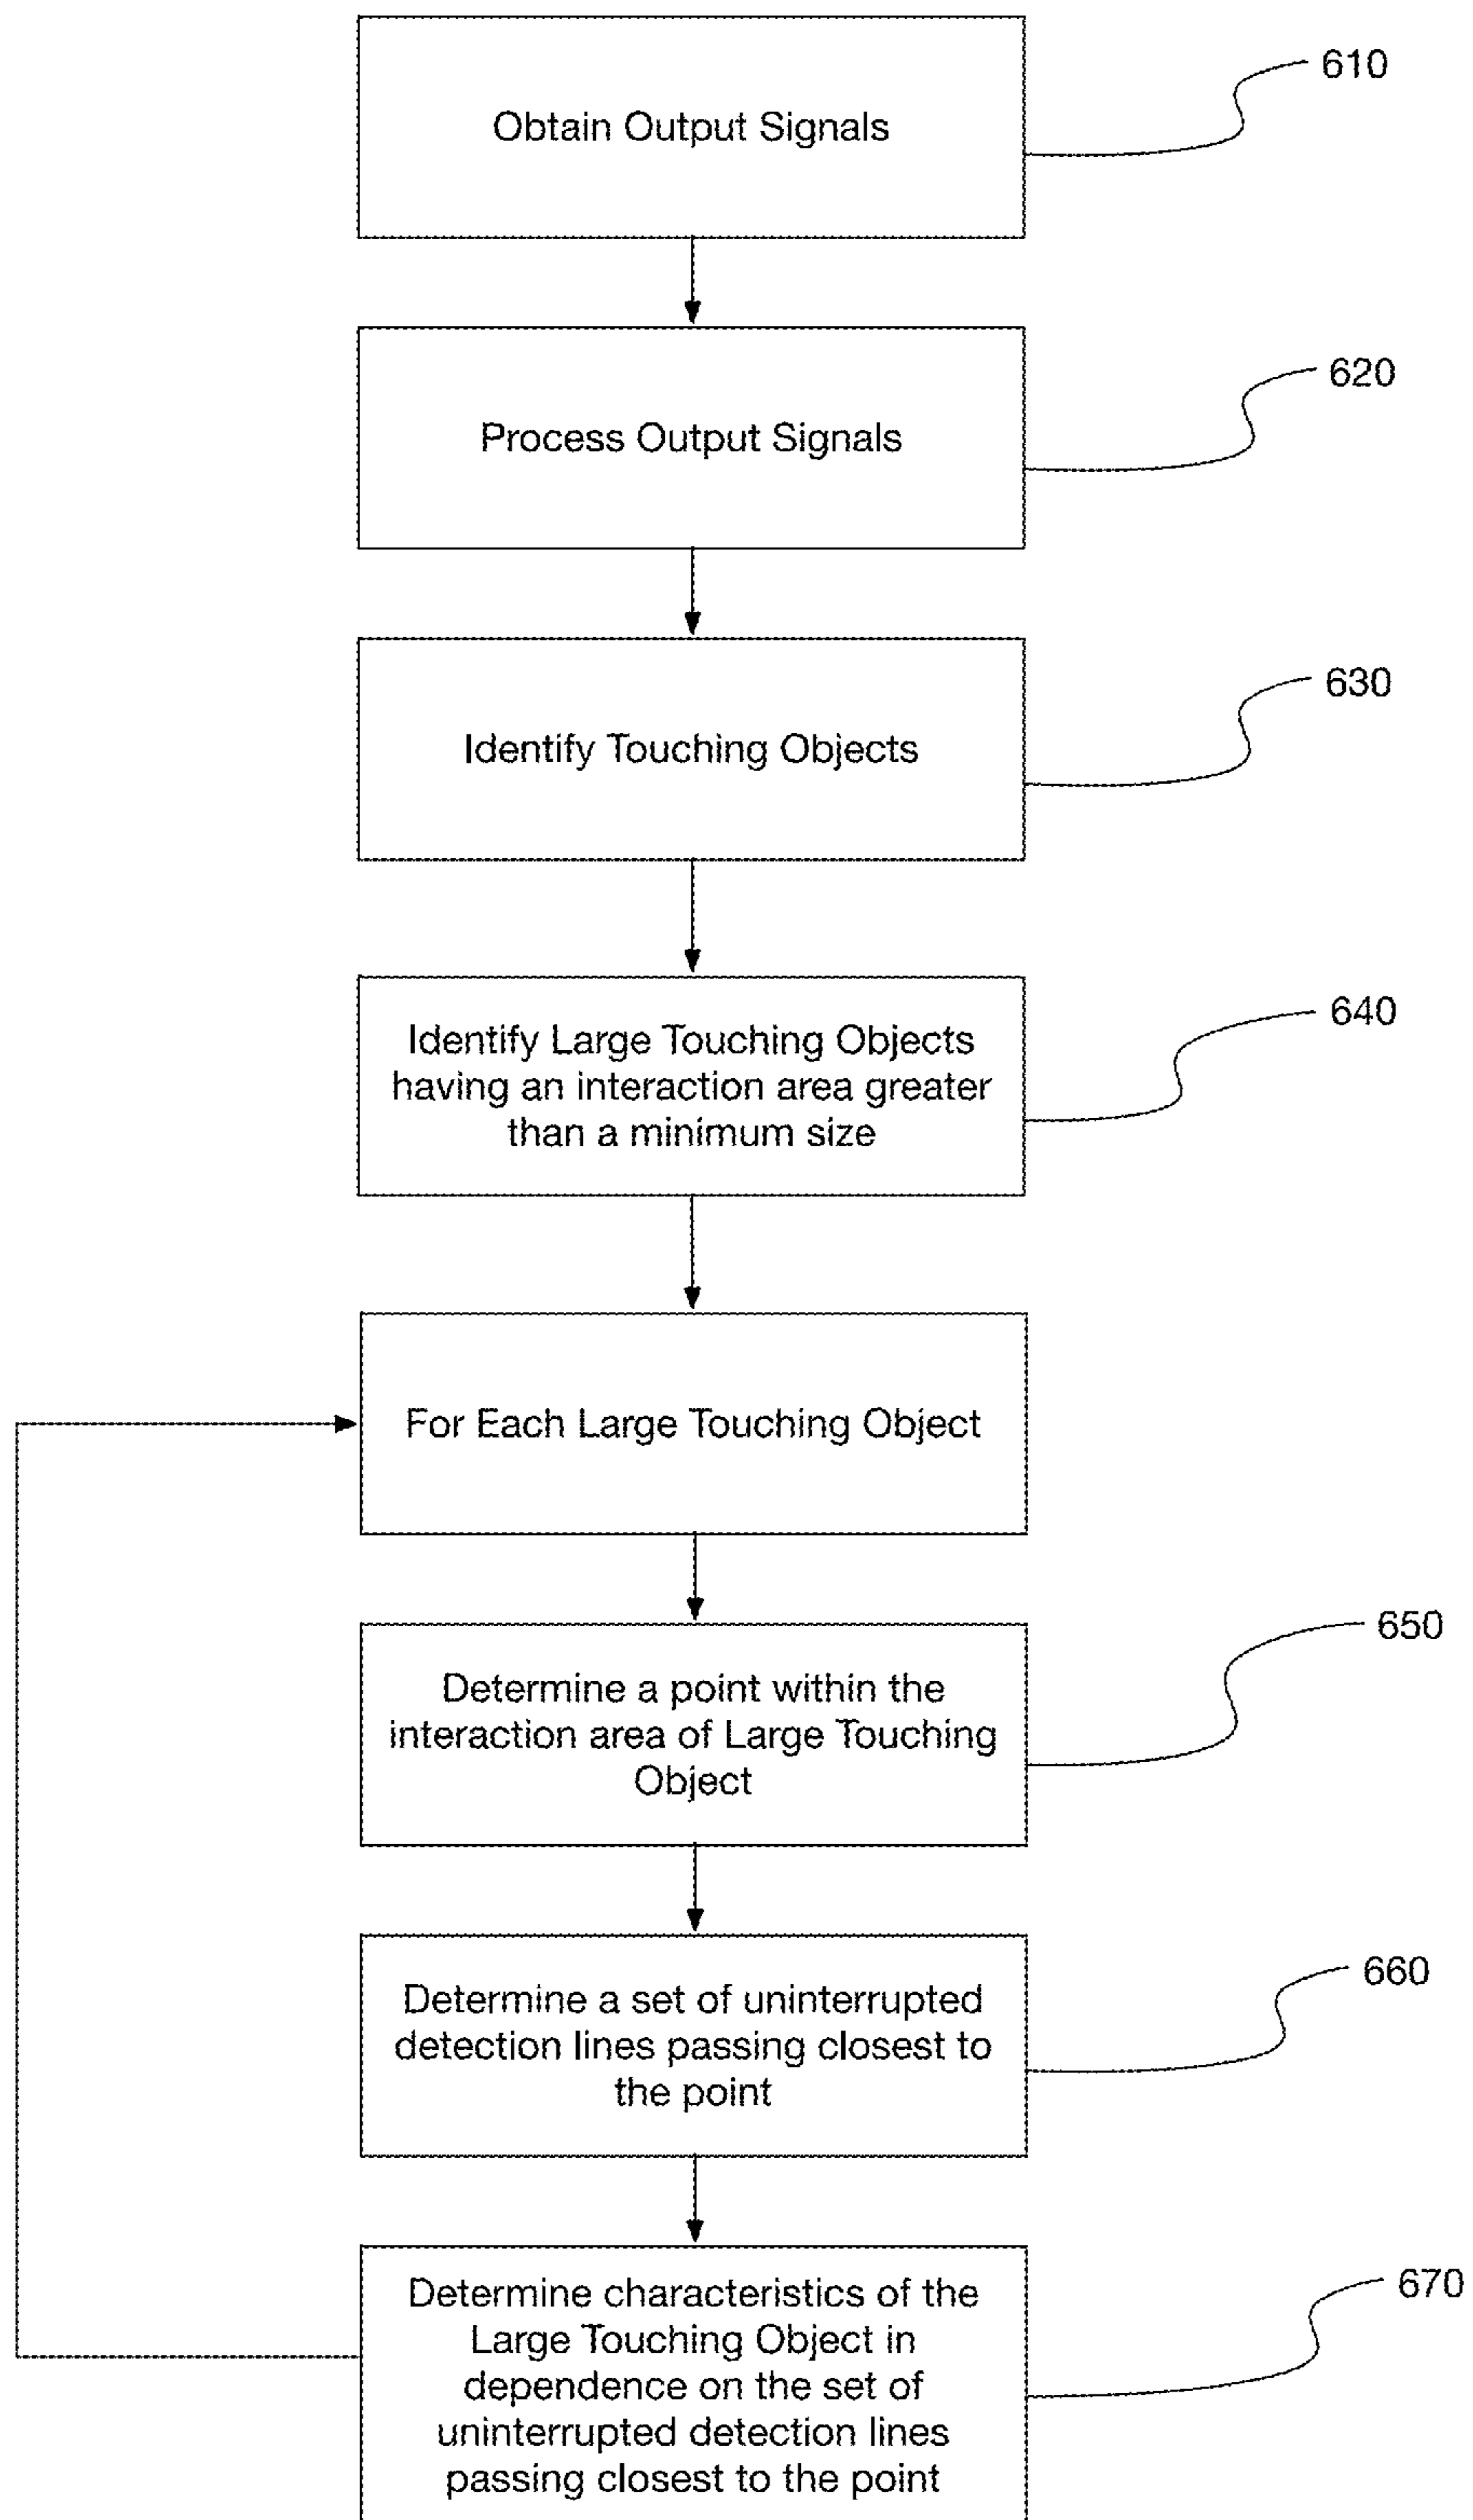 Obtain Output Signals
610
Process Output Signals
620
Identify Touching Objects
630
Identify Large Touching Objects
having an interaction area greater
than a minimum size
640
For Each Large Touching Object
Determine a point within the
interaction area of Large Touching
Object
650
Determine a set of uninterrupted
detection lines passing closest to
the point
660
Determine characteristics of the
Large Touching Object in
dependence on the set of
uninterrupted detection lines
passing closest to the point
670